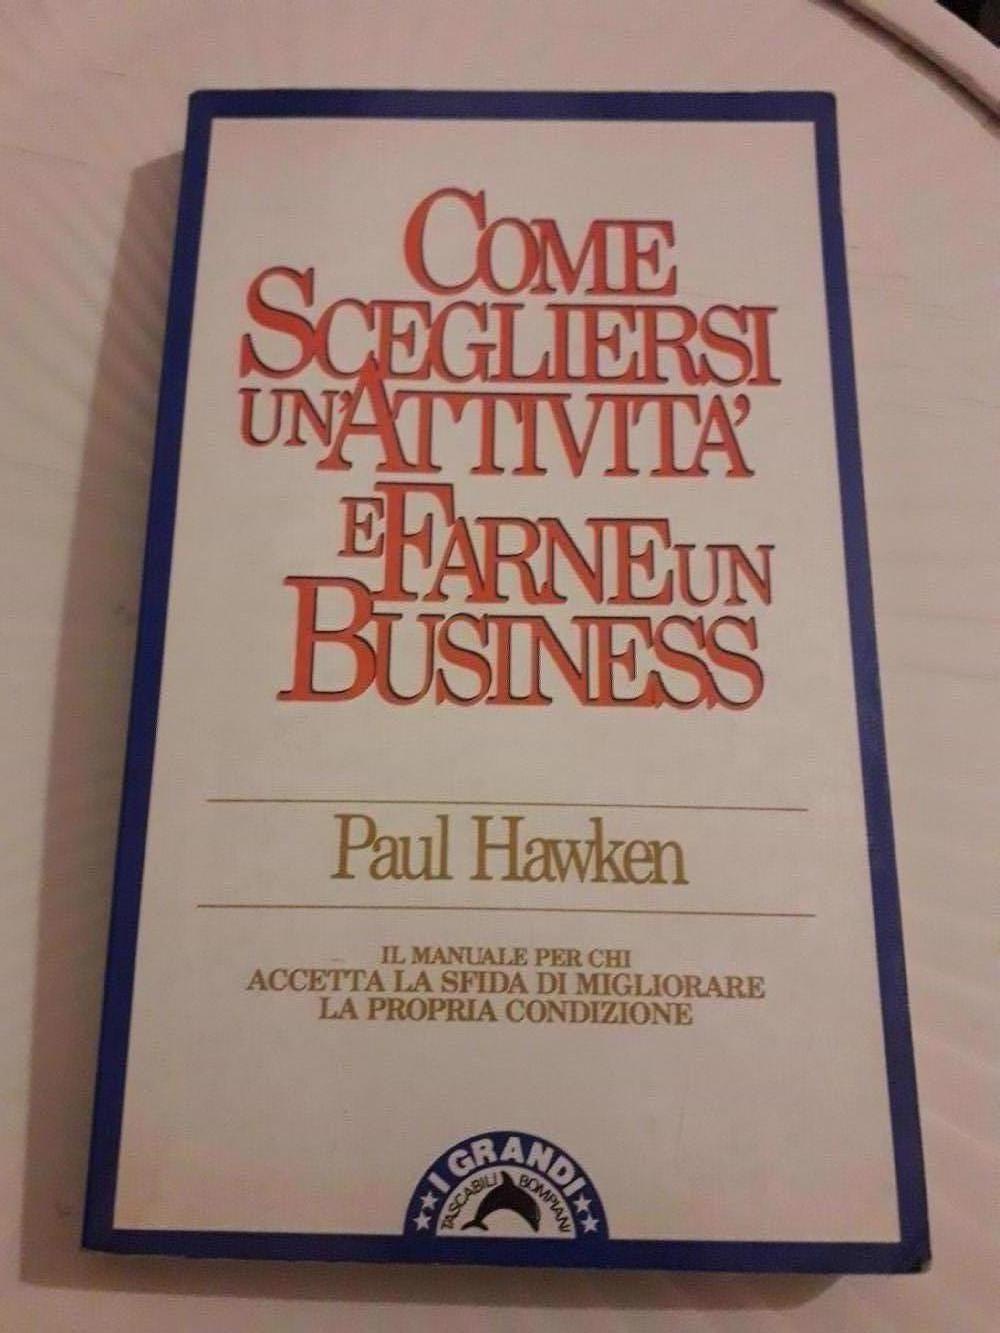 COME
SCEGLIERSI
UN'ATTIVITA'
E FARNE UN
BUSINESS
Paul Hawken
IL MANUALE PER CHI
ACCETTA LA SFIDA DI MIGLIORARE
LA PROPRIA CONDIZIONE
I GRANDI
TASCABILI BOMPIANI